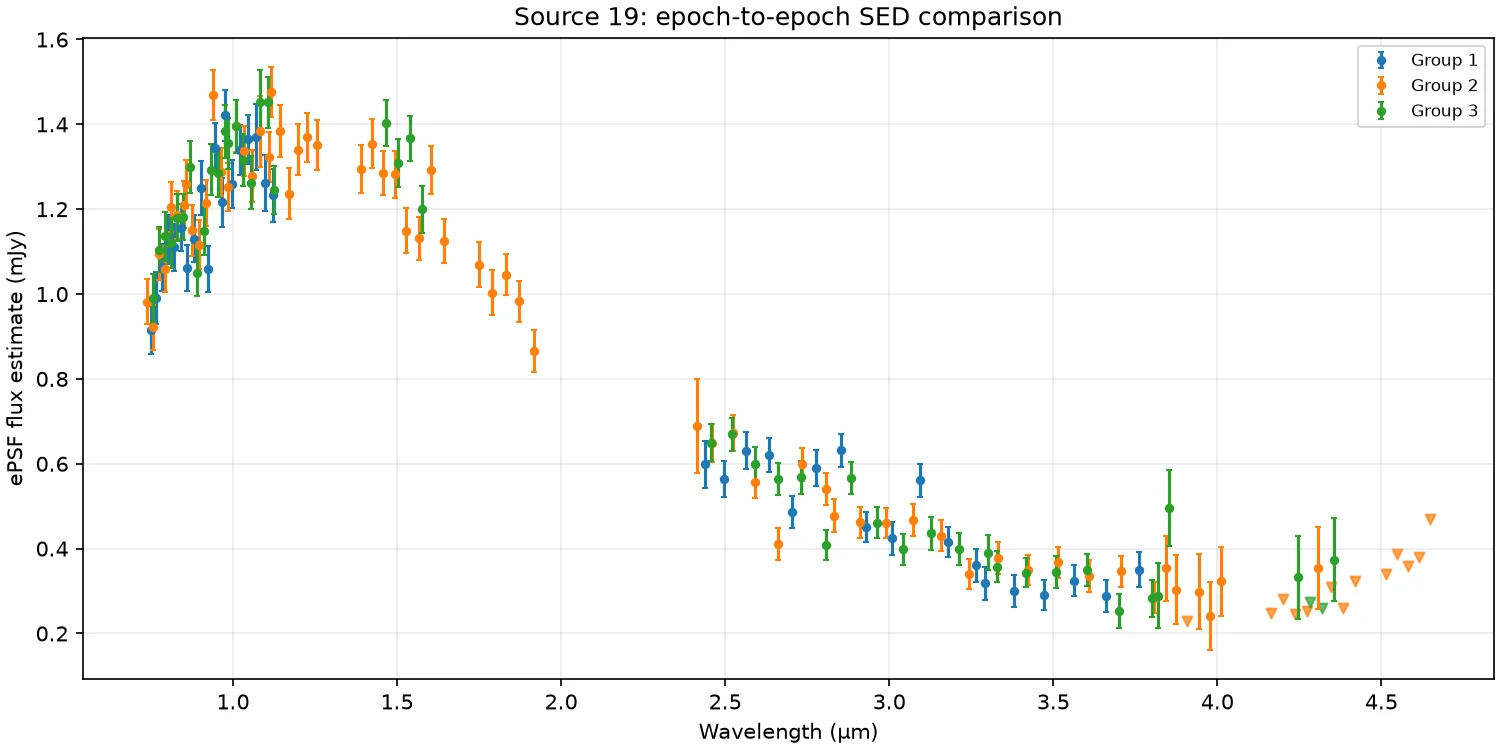 Source 19: epoch-to-epoch SED comparison
ePSF flux estimate (mJy)
1.6
1.4
1.2
1.0
0.8
0.6
0.4
0.2
Group 1
Group 2
Group 3
1.0 1.5 2.0 2.5 3.0 3.5 4.0 4.5
Wavelength (μm)